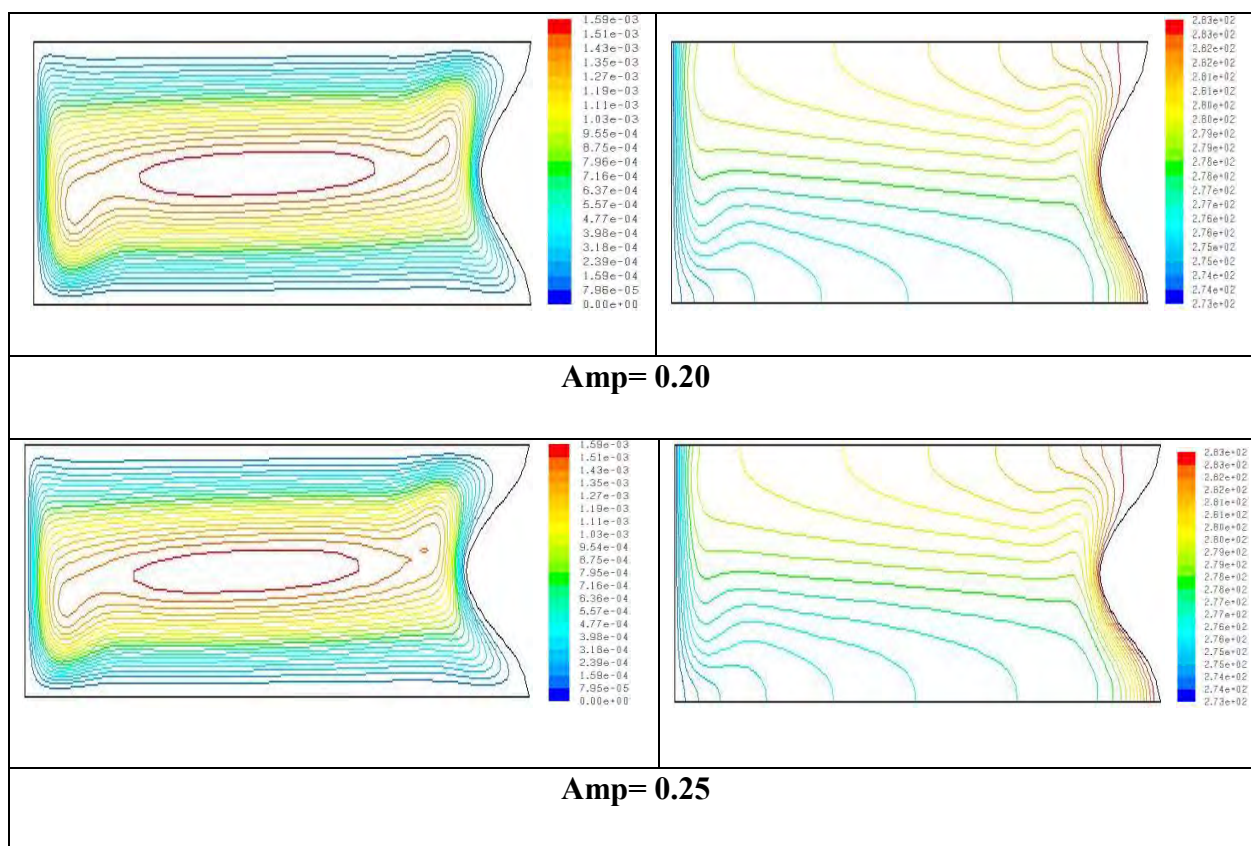 1.59e-03
1.51e-03
1.43e-03
1.35e-03
1.27e-03
1.19e-03
1.11e-03
1.03e-03
9.55e-04
8.75e-04
7.96e-04
7.16e-04
6.37e-04
5.57e-04
4.77e-04
3.98e-04
3.18e-04
2.39e-04
1.59e-04
7.96e-05
0.00e+00
2.83e+02
2.83e+02
2.82e+02
2.82e+02
2.81e+02
2.81e+02
2.80e+02
2.80e+02
2.79e+02
2.79e+02
2.78e+02
2.78e+02
2.77e+02
2.77e+02
2.76e+02
2.76e+02
2.75e+02
2.75e+02
2.74e+02
2.74e+02
2.73e+02
Amp= 0.20
1.59e-03
1.51e-03
1.43e-03
1.35e-03
1.27e-03
1.19e-03
1.11e-03
1.03e-03
9.54e-04
8.75e-04
7.95e-04
7.16e-04
6.36e-04
5.57e-04
4.77e-04
3.98e-04
3.18e-04
2.39e-04
1.59e-04
7.95e-05
0.00e+00
2.83e+02
2.83e+02
2.82e+02
2.82e+02
2.81e+02
2.81e+02
2.80e+02
2.80e+02
2.79e+02
2.79e+02
2.78e+02
2.78e+02
2.77e+02
2.77e+02
2.76e+02
2.76e+02
2.75e+02
2.75e+02
2.74e+02
2.74e+02
2.73e+02
Amp= 0.25